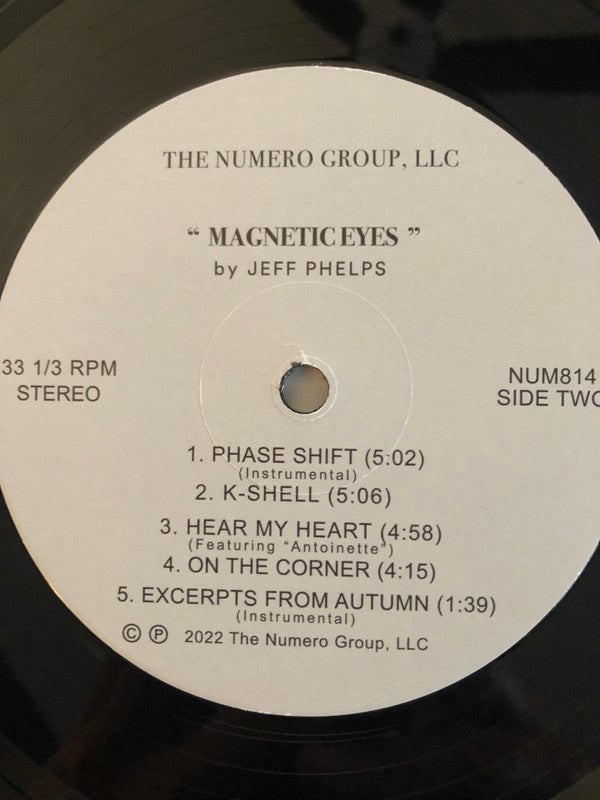 THE NUMERO GROUP, LLC
“ MAGNETIC EYES ”
by JEFF PHELPS
33 1/3 RPM
STEREO
NUM814
SIDE TWO
1. PHASE SHIFT (5:02)
(Instrumental)
2. K-SHELL (5:06)
3. HEAR MY HEART (4:58)
(Featuring “Antoinette”)
4. ON THE CORNER (4:15)
5. EXCERPTS FROM AUTUMN (1:39)
(Instrumental)
© ℗ 2022 The Numero Group, LLC